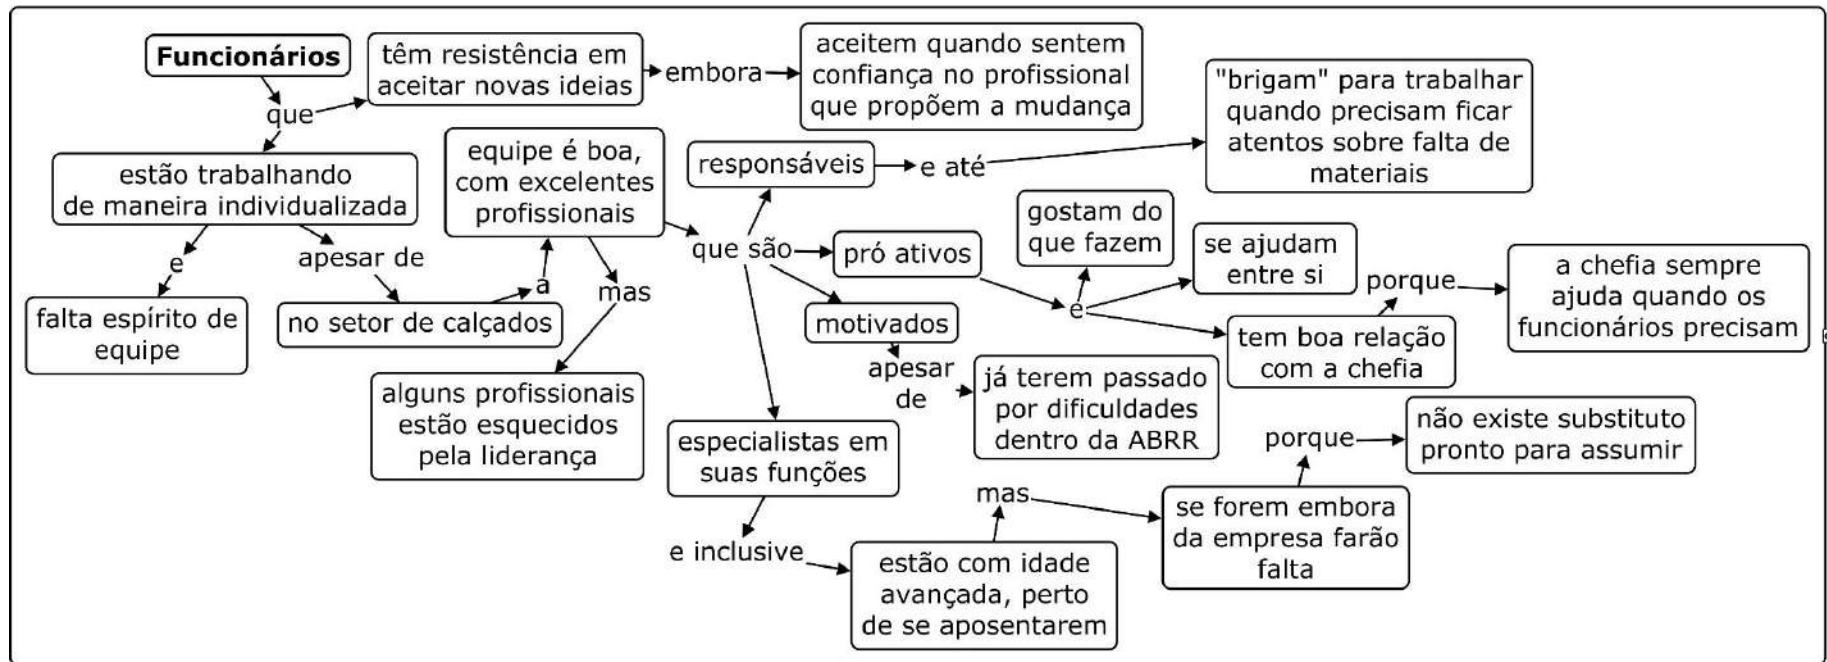 Funcionários
que
têm resistência em
aceitar novas ideias
embora
aceitem quando sentem
confiança no profissional
que propõem a mudança
estão trabalhando
de maneira individualizada
e
falta espírito de
equipe
apesar de
no setor de calçados
a
equipe é boa,
com excelentes
profissionais
mas
alguns profissionais
estão esquecidos
pela liderança
que são
responsáveis
e até
"brigam" para trabalhar
quando precisam ficar
atentos sobre falta de
materiais
pró ativos
e
gostam do
que fazem
se ajudam
entre si
tem boa relação
com a chefia
porque
a chefia sempre
ajuda quando os
funcionários precisam
motivados
apesar
de
já terem passado
por dificuldades
dentro da ABRR
especialistas em
suas funções
e inclusive
estão com idade
avançada, perto
de se aposentarem
mas
se forem embora
da empresa farão
falta
porque
não existe substituto
pronto para assumir